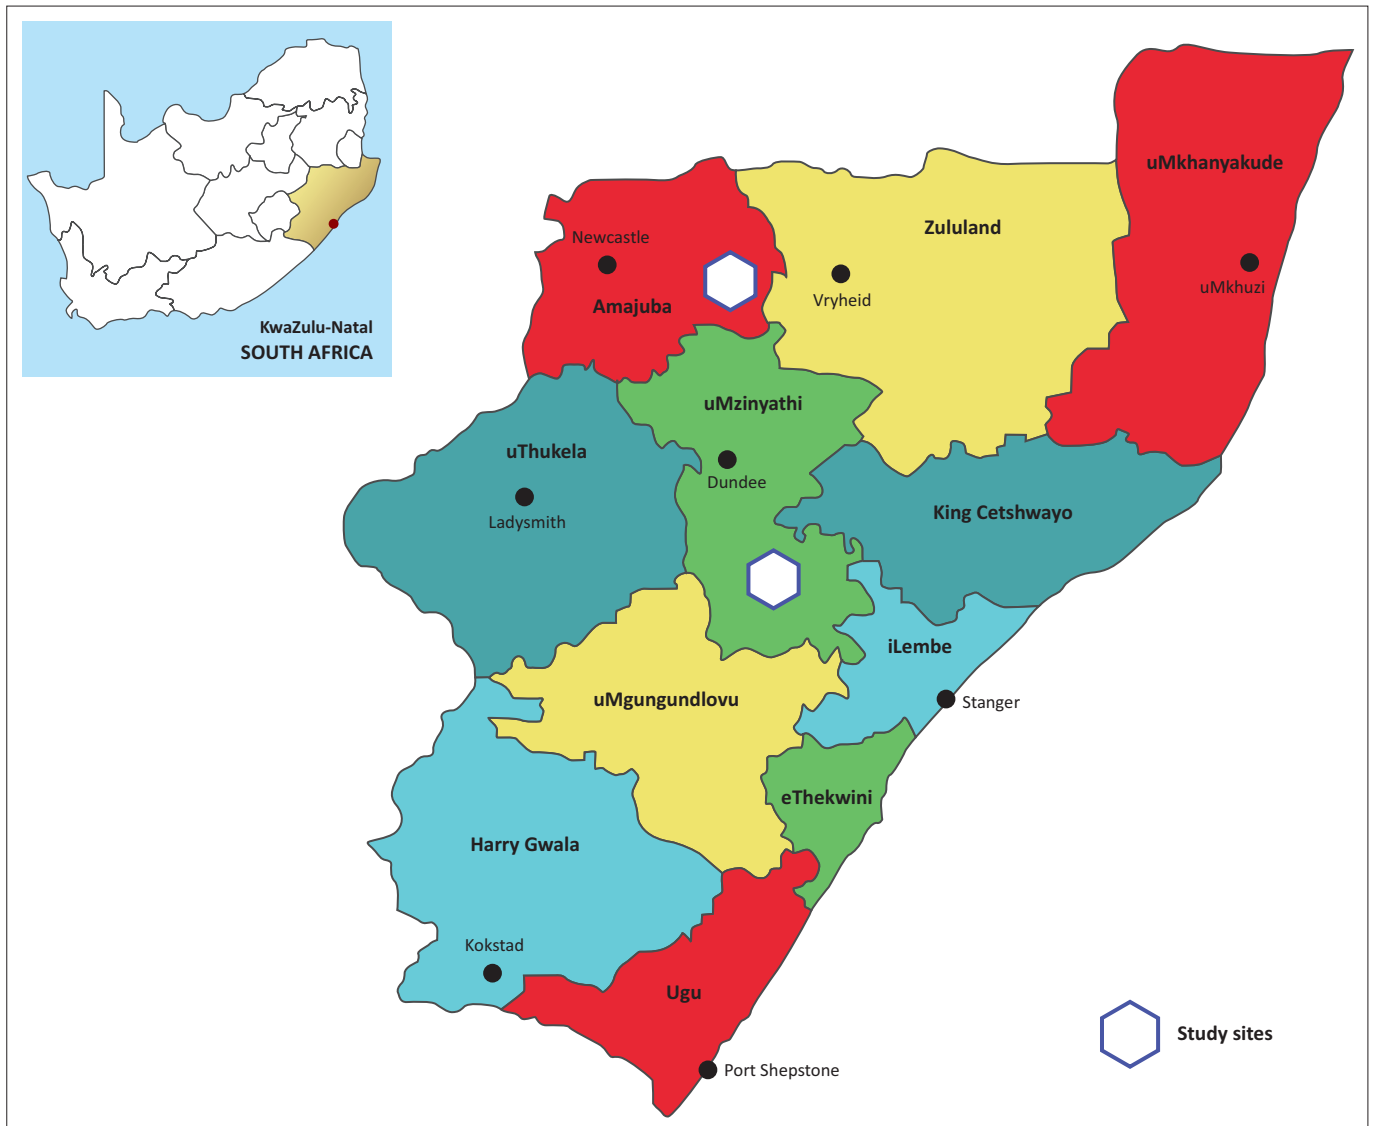 KwaZulu-Natal
SOUTH AFRICA
uMkhanyakude
Zululand
Newcastle
uMkhuzi
Vryheid
Amajuba
uMzinyathi
uThukela
Dundee
King Cetshwayo
Ladysmith
iLembe
uMgungundlovu
Stanger
eThekwini
Harry Gwala
Kokstad
Ugu
Study sites
Port Shepstone